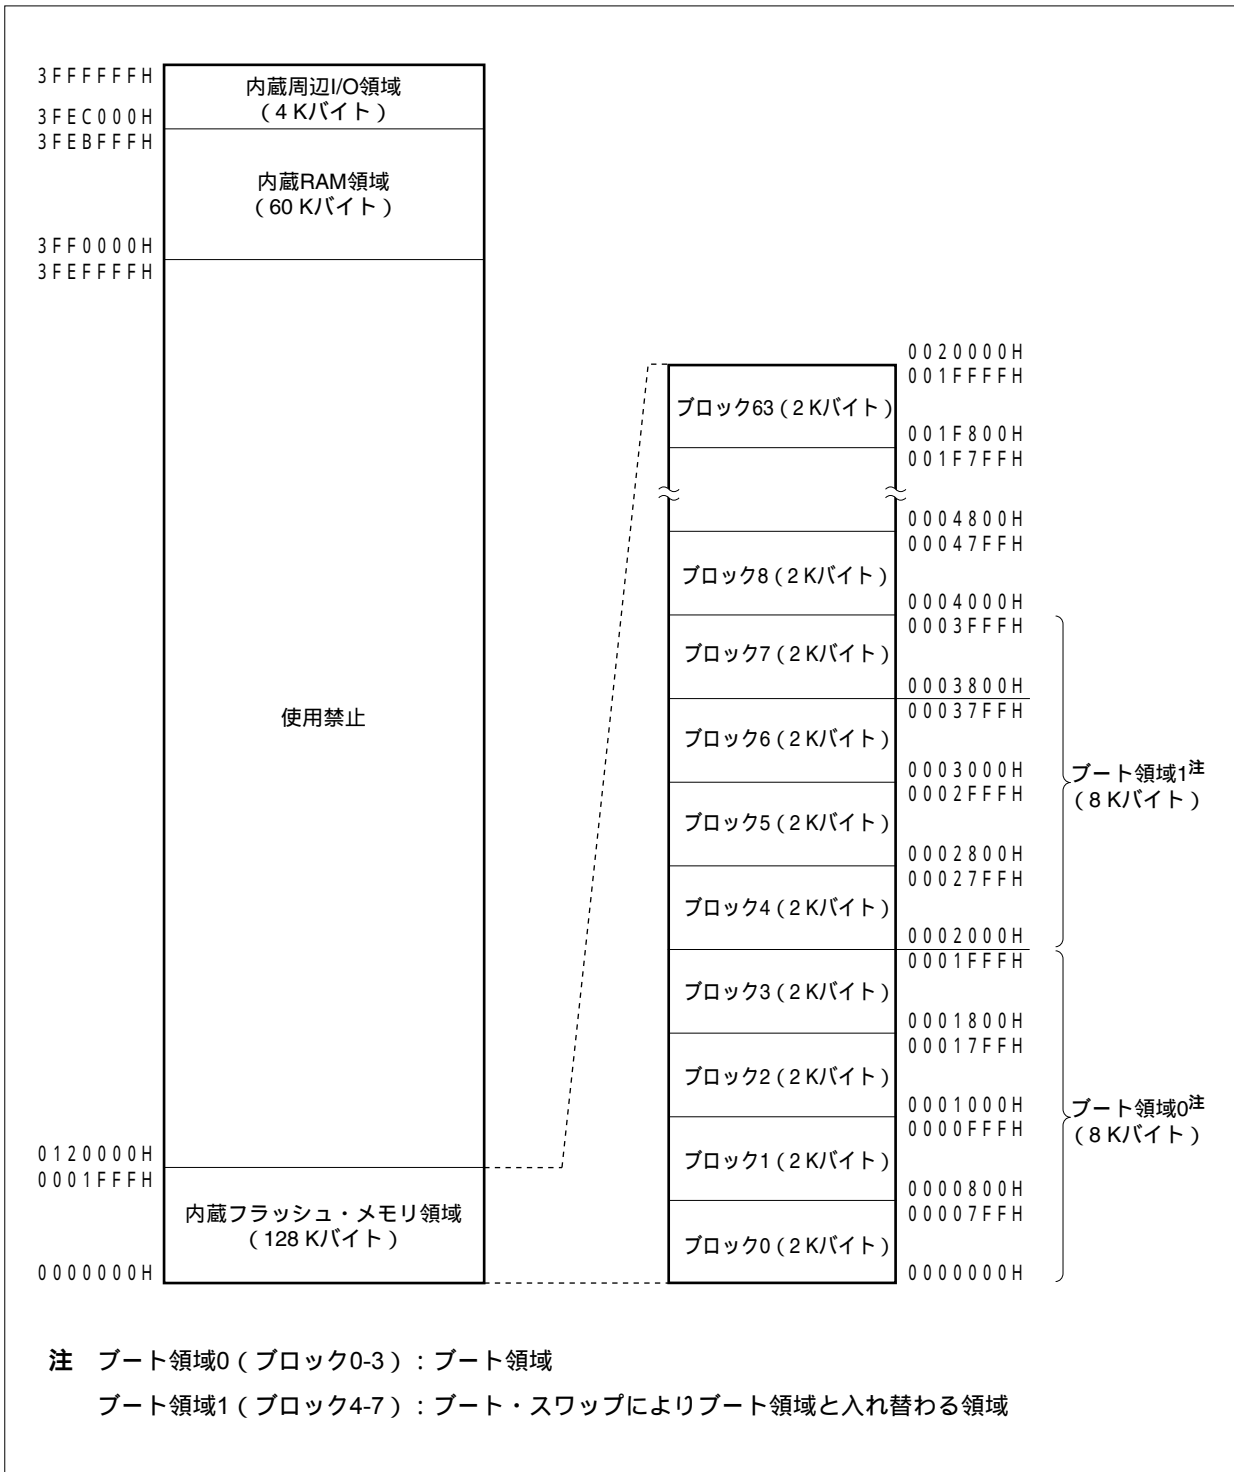 3FFFFFFH
内蔵周辺I/O領域
（4 Kバイト）
3FEC000H
3FEBFFFH
内蔵RAM領域
（60 Kバイト）
3FF0000H
3FEFFFFH
使用禁止
0120000H
0001FFFH
内蔵フラッシュ・メモリ領域
（128 Kバイト）
0000000H
0020000H
001FFFFH
ブロック63（2 Kバイト）
001F800H
001F7FFH
0004800H
00047FFH
ブロック8（2 Kバイト）
0004000H
0003FFFH
ブロック7（2 Kバイト）
0003800H
00037FFH
ブロック6（2 Kバイト）
0003000H
0002FFFH
ブロック5（2 Kバイト）
0002800H
00027FFH
ブロック4（2 Kバイト）
0002000H
0001FFFH
ブロック3（2 Kバイト）
0001800H
00017FFH
ブロック2（2 Kバイト）
0001000H
0000FFFH
ブロック1（2 Kバイト）
0000800H
00007FFH
ブロック0（2 Kバイト）
0000000H
ブート領域1注
（8 Kバイト）
ブート領域0注
（8 Kバイト）
注 ブート領域0（ブロック0-3）：ブート領域
ブート領域1（ブロック4-7）：ブート・スワップによりブート領域と入れ替わる領域